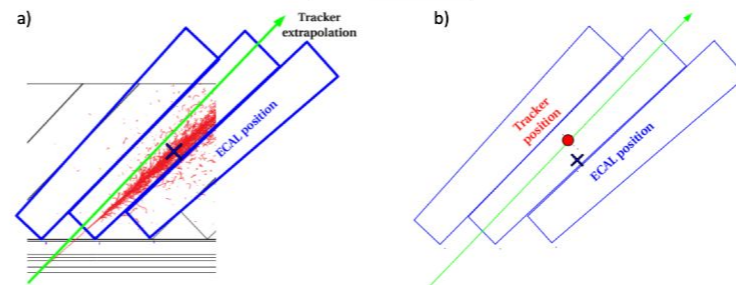 a)
Tracker
extrapolation
ECAL position
b)
Tracker
position
ECAL position